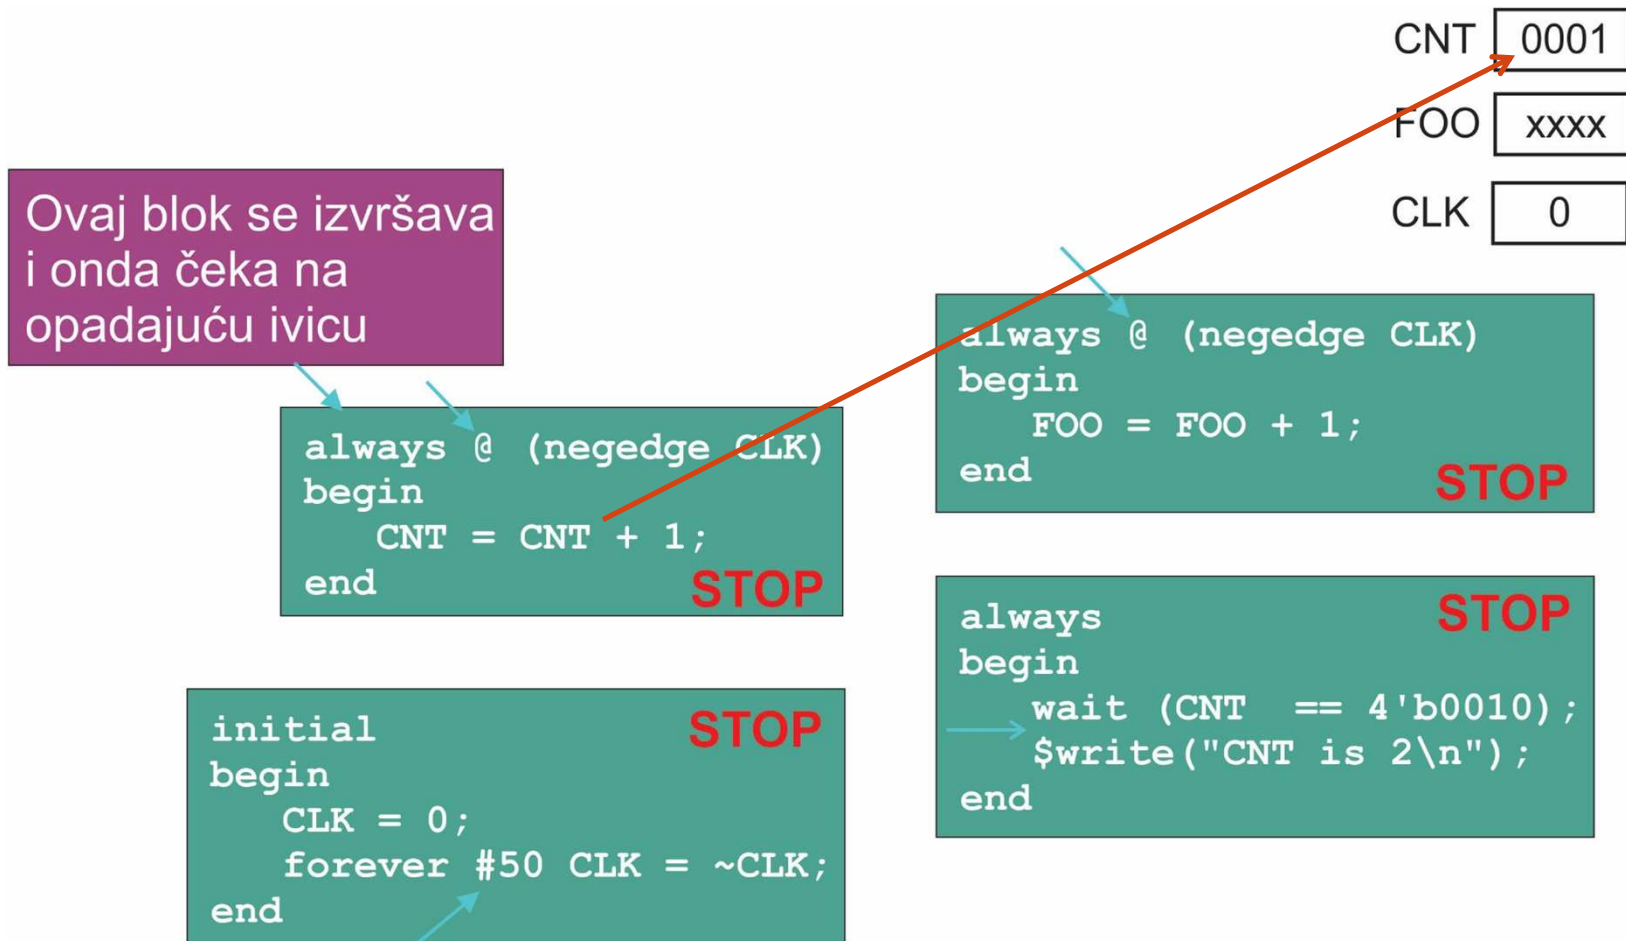 CNT 0001
FOO xxxx
CLK 0
Ovaj blok se izvršava
i onda čeka na
opadajuću ivicu
always @ (negedge CLK)
begin
CNT = CNT + 1;
end STOP
always @ (negedge CLK)
begin
FOO = FOO + 1;
end STOP
initial STOP
begin
CLK = 0;
forever #50 CLK = ~CLK;
end
always STOP
begin
wait (CNT  == 4'b0010);
$write("CNT is 2\n");
end